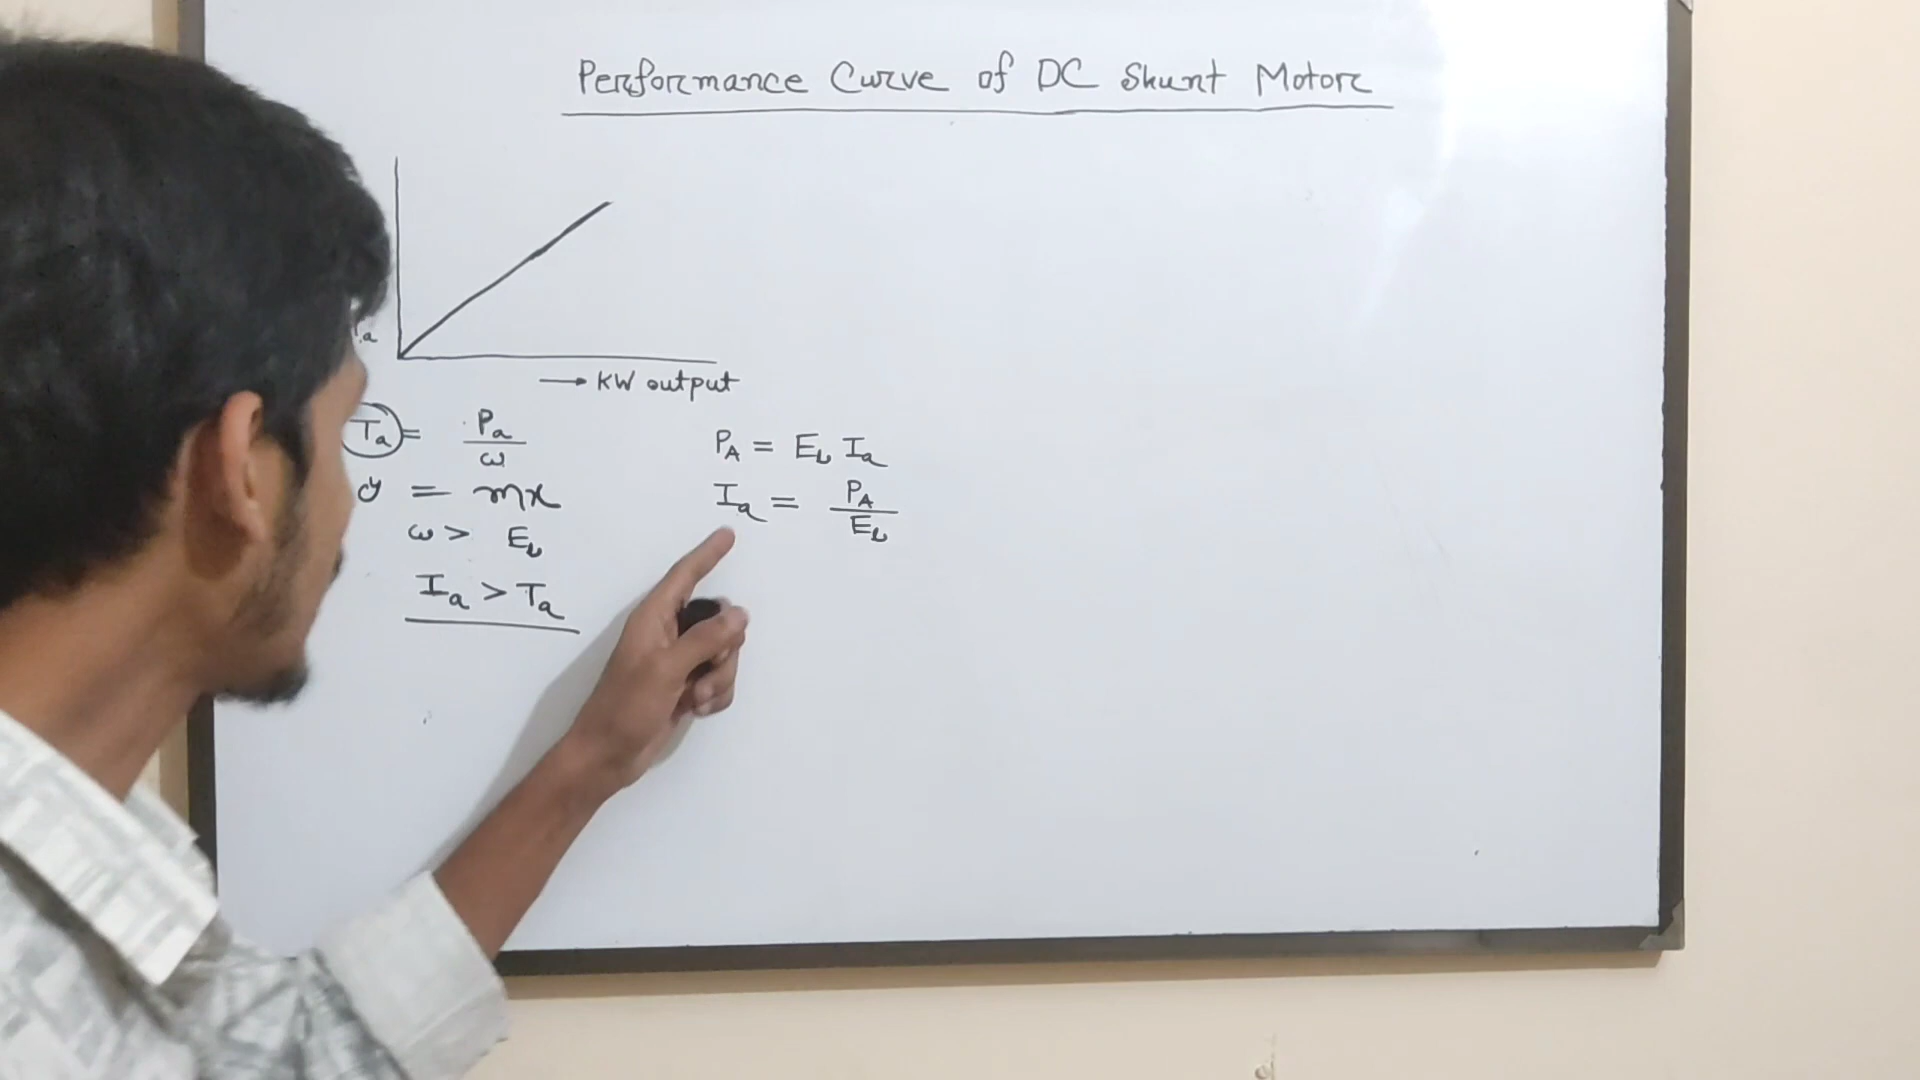 Performance Curve of DC Shunt Motor
→ KW output
Ta = Pa / ω
y = mx
ω > Eb
Ia > Ta
PA = Eb Ia
Ia = PA / Eb